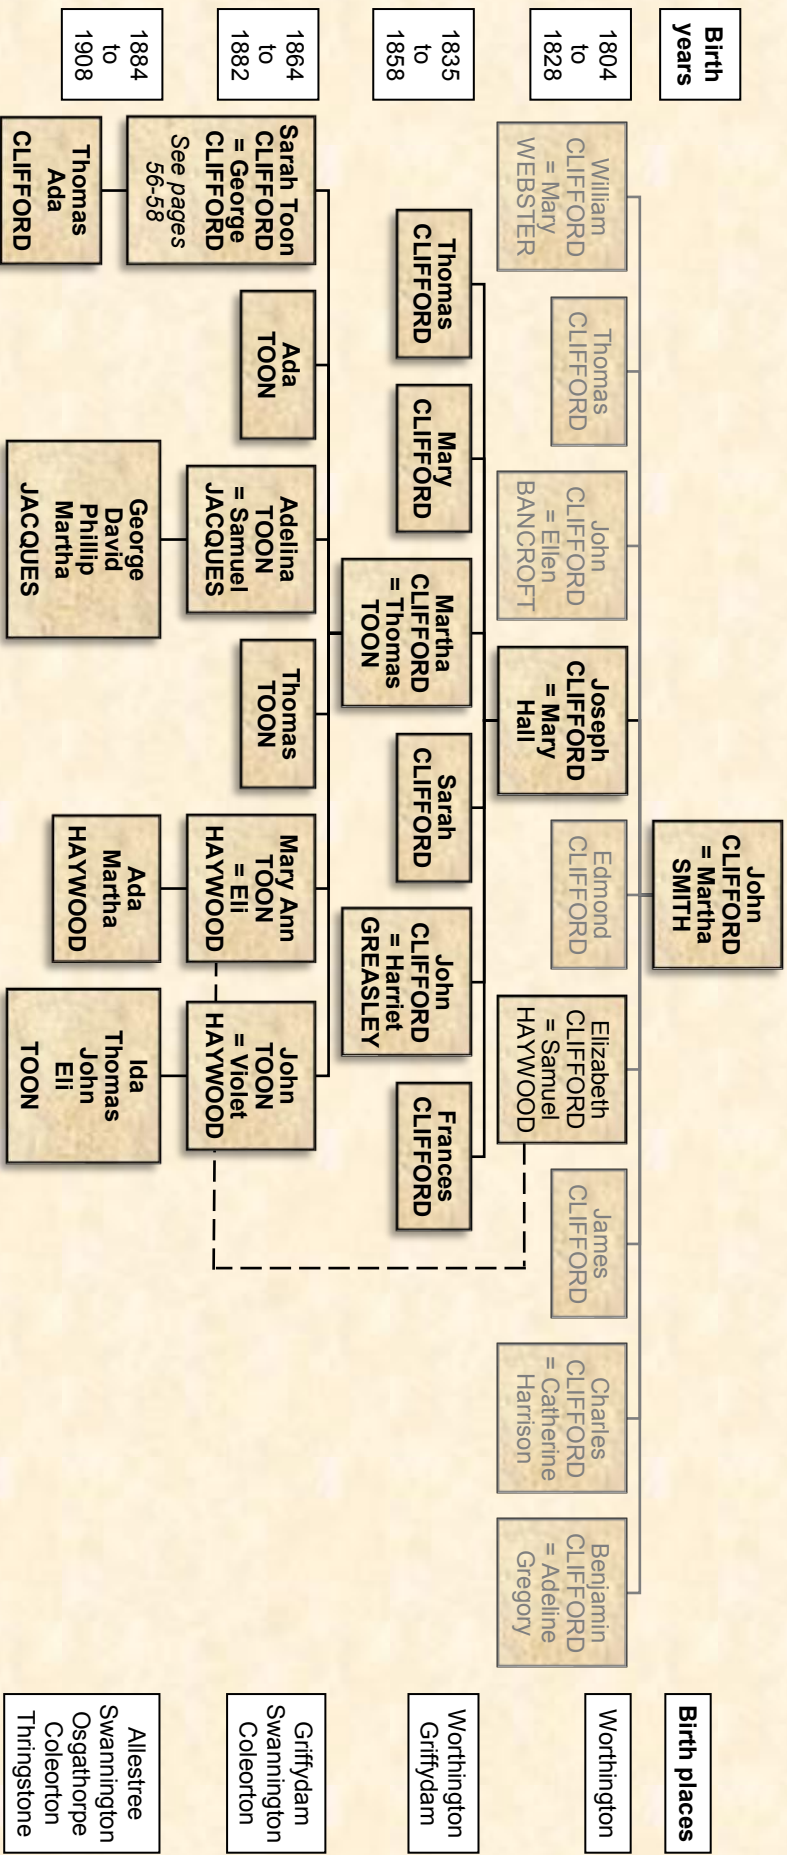 Birth
years
John
CLIFFORD
= Martha
SMITH
Birth places
1804
to
1828
William
CLIFFORD
= Mary
WEBSTER
Thomas
CLIFFORD
John
CLIFFORD
= Ellen
BANCROFT
Joseph
CLIFFORD
= Mary
Hall
Edmond
CLIFFORD
Elizabeth
CLIFFORD
= Samuel
HAYWOOD
James
CLIFFORD
Charles
CLIFFORD
= Catherine
Harrison
Benjamin
CLIFFORD
= Adeline
Gregory
Worthington
1835
to
1858
Thomas
CLIFFORD
Mary
CLIFFORD
Martha
CLIFFORD
= Thomas
TOON
Sarah
CLIFFORD
John
CLIFFORD
= Harriet
GREASLEY
Frances
CLIFFORD
Worthington
Griffydam
1864
to
1882
Sarah Toon
CLIFFORD
= George
CLIFFORD
See pages
56-58
Ada
TOON
Adelina
TOON
= Samuel
JACQUES
Thomas
TOON
Mary Ann
TOON
= Eli
HAYWOOD
John
TOON
= Violet
HAYWOOD
Griffydam
Swannington
Coleorton
1884
to
1908
Thomas
Ada
CLIFFORD
George
David
Phillip
Martha
JACQUES
Ada
Martha
HAYWOOD
Ida
Thomas
John
Eli
TOON
Allestree
Swannington
Osgathorpe
Coleorton
Thringstone